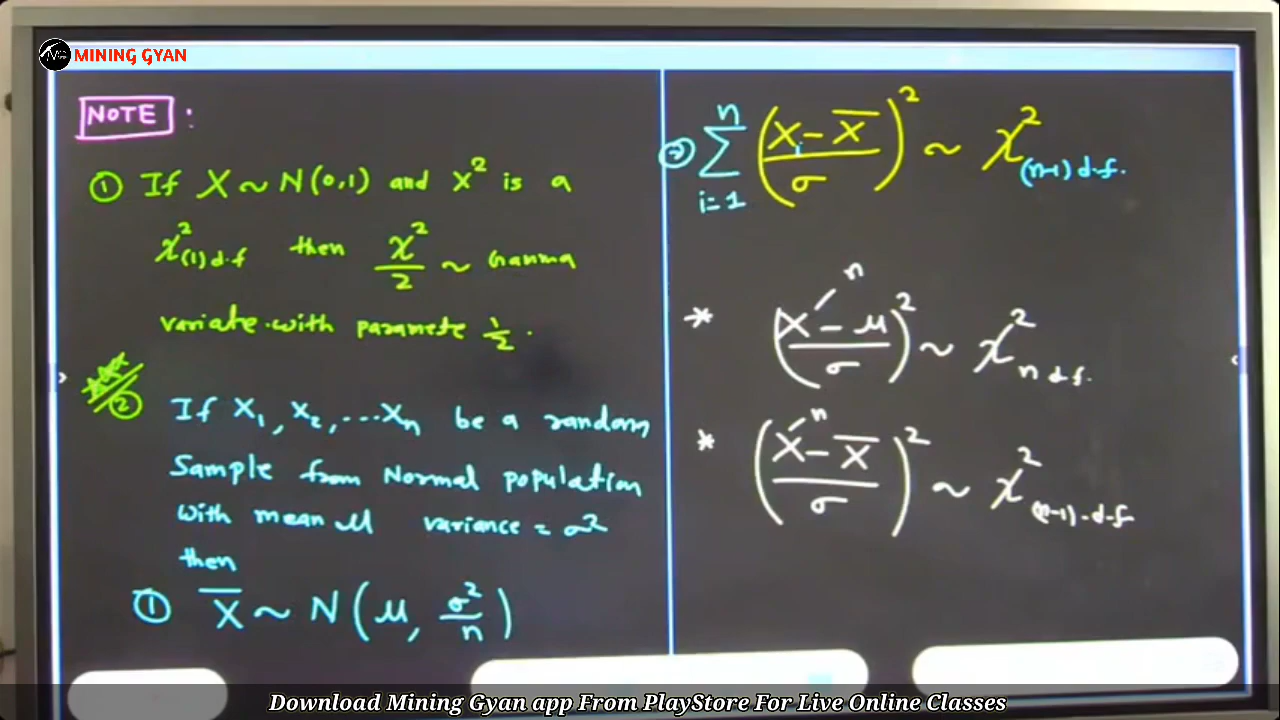 MINING GYAN
NOTE :
① If X ~ N(0,1) and X² is a
χ²(1) d.f then χ²/2 ~ Gamma
variate with paramete 1/2.
② If X₁, X₂, ...Xₙ be a random
Sample from Normal population
with mean μ variance = σ²
then
① X̅ ~ N(μ, σ²/n)
② n Σ i=1 ((Xᵢ - X̅)/σ)² ~ χ²(n-1) d.f.
* ((X - μ)/σ)² ~ χ² n d.f.
n
* ((X - X̅)/σ)² ~ χ²(n-1) d.f
n
Download Mining Gyan app From PlayStore For Live Online Classes